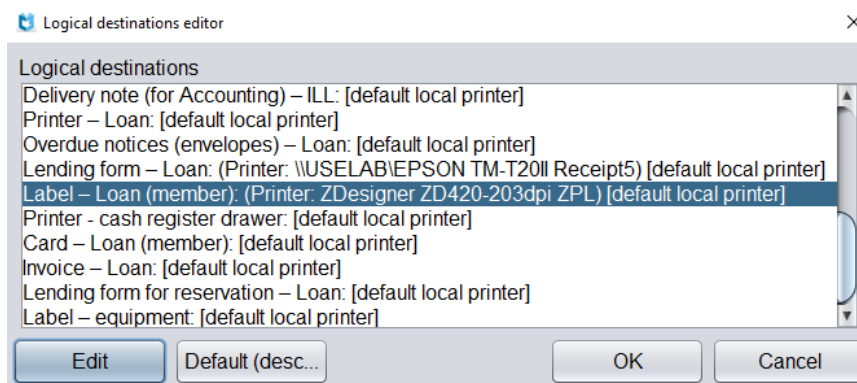 Logical destinations editor
Logical destinations
Delivery note (for Accounting) – ILL: [default local printer]
Printer – Loan: [default local printer]
Overdue notices (envelopes) – Loan: [default local printer]
Lending form – Loan: (Printer: \\USELAB\EPSON TM-T20II Receipt5) [default local printer]
Label – Loan (member): (Printer: ZDesigner ZD420-203dpi ZPL) [default local printer]
Printer - cash register drawer: [default local printer]
Card – Loan (member): [default local printer]
Invoice – Loan: [default local printer]
Lending form for reservation – Loan: [default local printer]
Label – equipment: [default local printer]
Edit Default (desc... OK Cancel